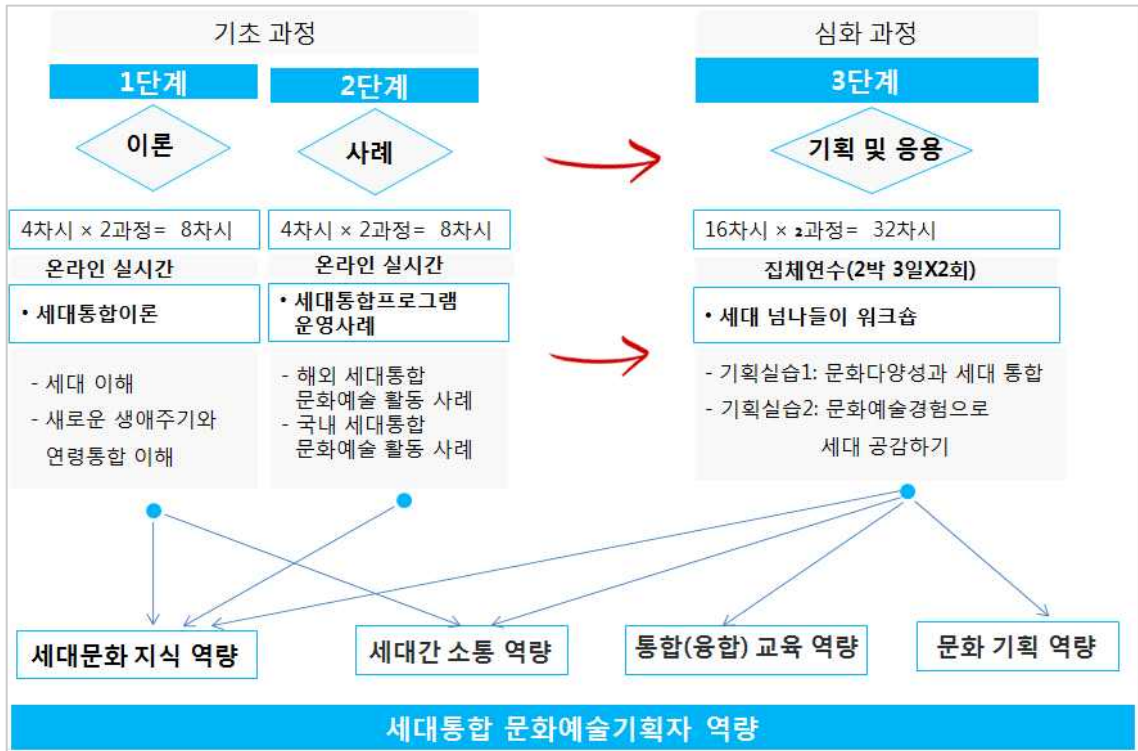 기초 과정
심화 과정
1단계
2단계
3단계
이론
사례
기획 및 응용
4차시 × 2과정= 8차시
4차시 × 2과정= 8차시
16차시 × 2과정= 32차시
온라인 실시간
온라인 실시간
집체연수(2박 3일X2회)
• 세대통합이론
• 세대통합프로그램
운영사례
• 세대 넘나들이 워크숍
- 세대 이해
- 새로운 생애주기와
연령통합 이해
- 해외 세대통합
문화예술 활동 사례
- 국내 세대통합
문화예술 활동 사례
- 기획실습1: 문화다양성과 세대 통합
- 기획실습2: 문화예술경험으로
세대 공감하기
세대문화 지식 역량
세대간 소통 역량
통합(융합) 교육 역량
문화 기획 역량
세대통합 문화예술기획자 역량